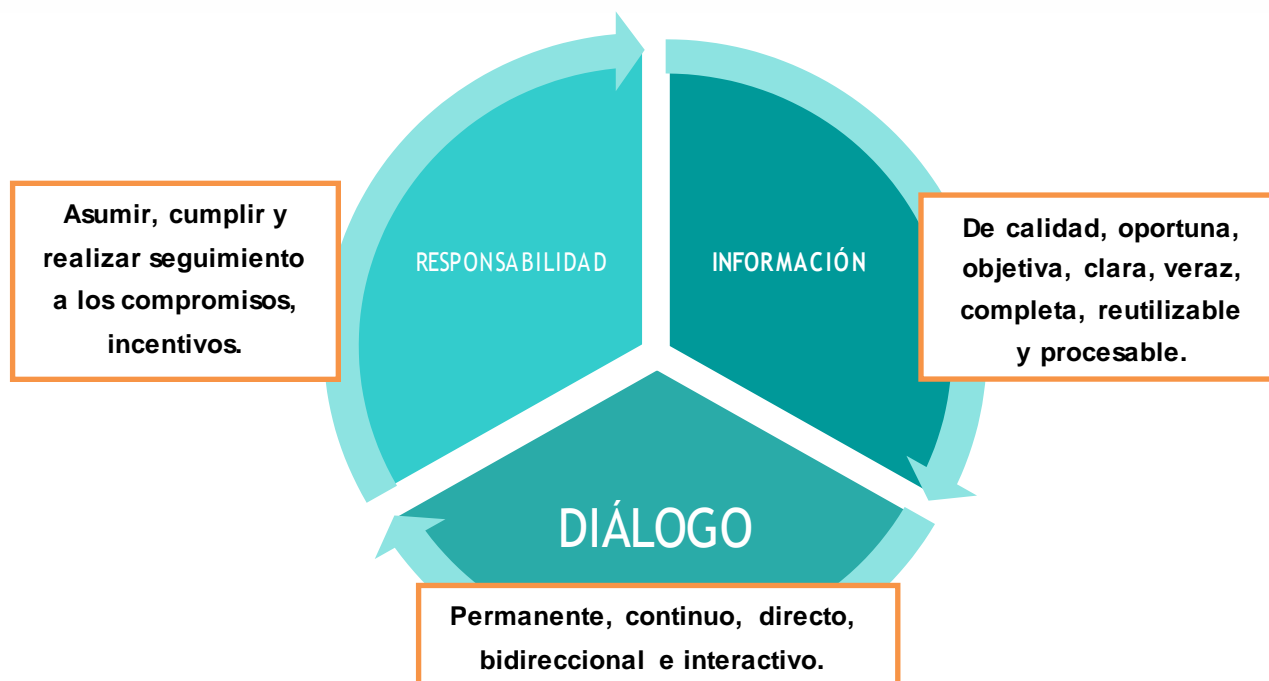 Asumir, cumplir y
realizar seguimiento
a los compromisos,
incentivos.
RESPONSABILIDAD
INFORMACIÓN
De calidad, oportuna,
objetiva, clara, veraz,
completa, reutilizable
y procesable.
DIÁLOGO
Permanente, continuo, directo,
bidireccional e interactivo.